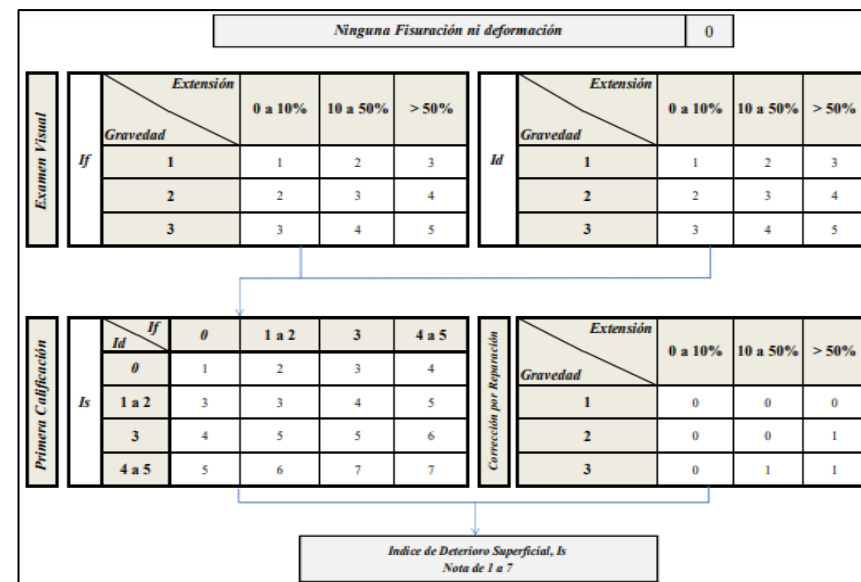 Ninguna Fisuración ni deformación 0
Examen Visual
If
Extensión
Gravedad
0 a 10% 10 a 50% > 50%
1 1 2 3
2 2 3 4
3 3 4 5
Id
Extensión
Gravedad
0 a 10% 10 a 50% > 50%
1 1 2 3
2 2 3 4
3 3 4 5
Primera Calificación
Is
If
Id
0 1 a 2 3 4 a 5
0 1 2 3 4
1 a 2 3 3 4 5
3 4 5 5 6
4 a 5 5 6 7 7
Corrección por Reparación
Extensión
Gravedad
0 a 10% 10 a 50% > 50%
1 0 0 0
2 0 0 1
3 0 1 1
Indice de Deterioro Superficial, Is
Nota de 1 a 7